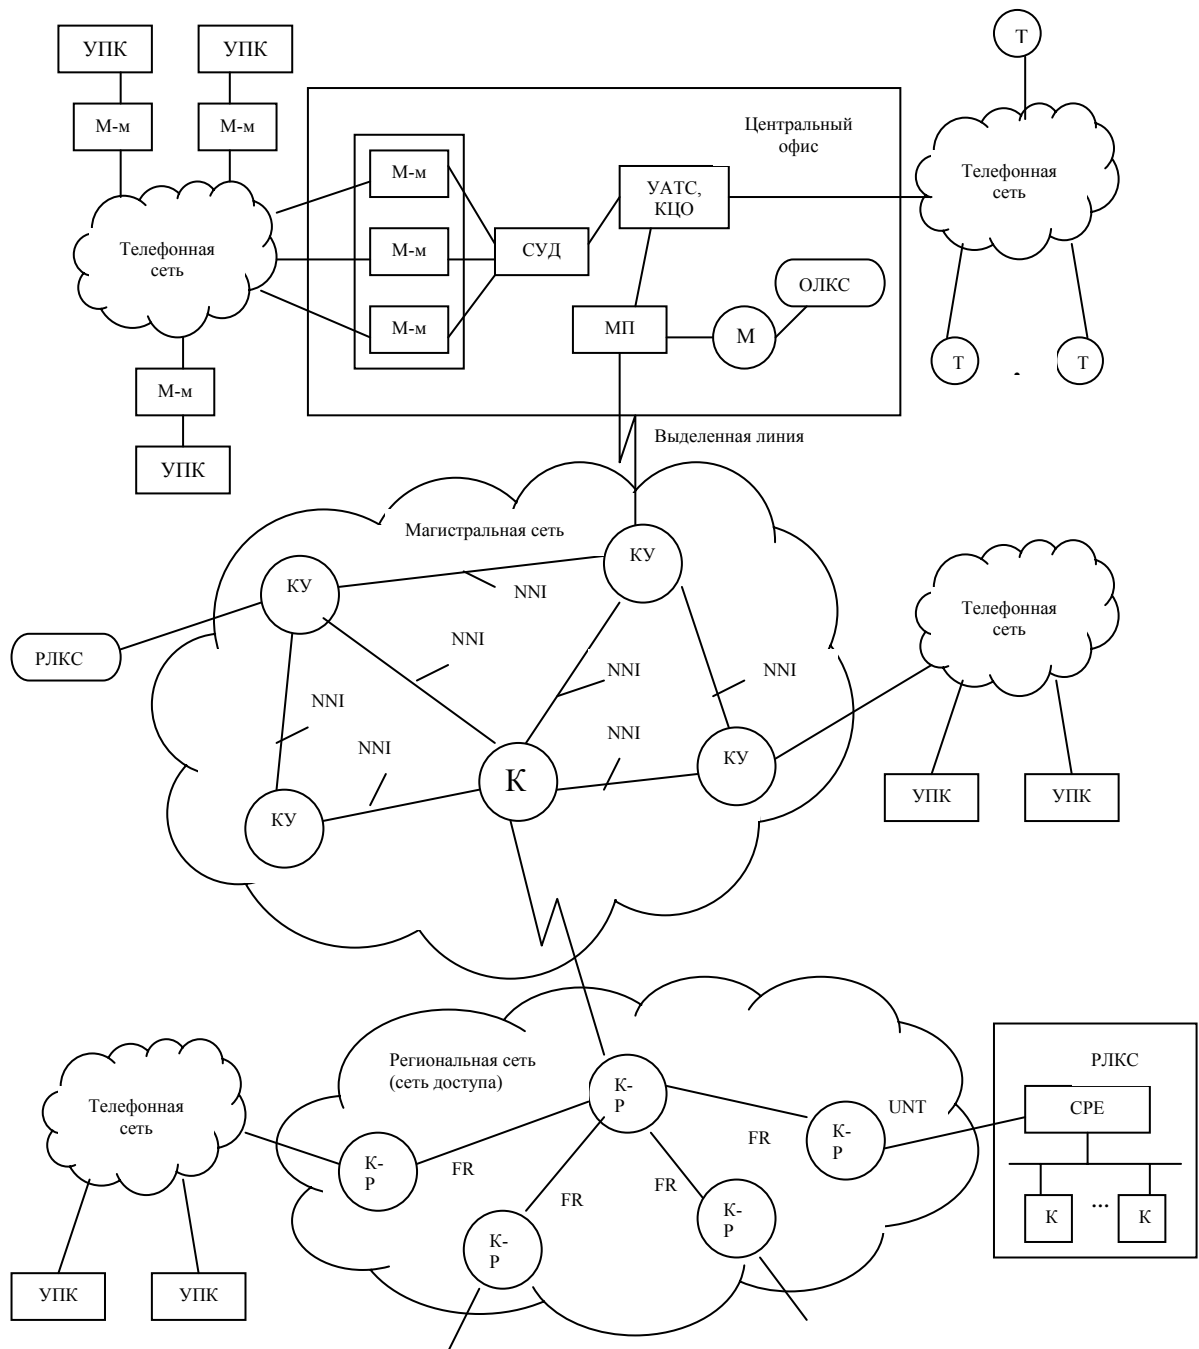 Т
УПК
УПК
М-м
М-м
Центральный
офис
М-м
УАТС,
КЦО
Телефонная
сеть
Телефонная
сеть
М-м
СУД
ОЛКС
М-м
МП
М
Т
.
Т
М-м
УПК
Выделенная линия
Магистральная сеть
КУ
КУ
NNI
Телефонная
сеть
РЛКС
NNI
NNI
NNI
NNI
NNI
NNI
КУ
К
КУ
УПК
УПК
Региональная сеть
(сеть доступа)
РЛКС
Телефонная
сеть
К-
Р
UNT
CPE
К-
Р
FR
К-
Р
FR
FR
FR
К-
Р
К-
Р
К
...
К
УПК
УПК